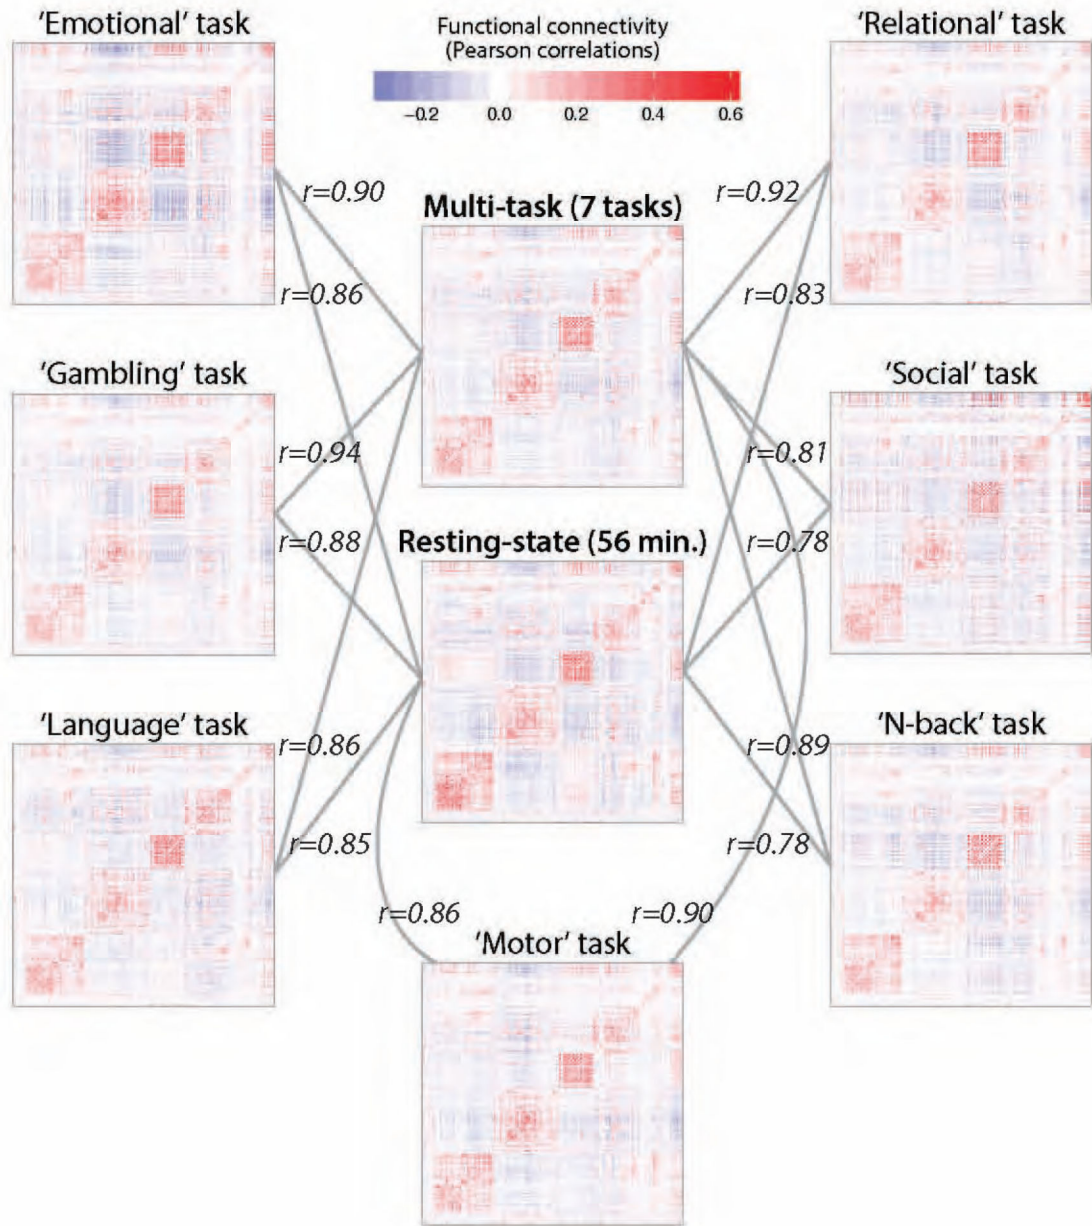 'Emotional' task
Functional connectivity
(Pearson correlations)
−0.2 0.0 0.2 0.4 0.6
'Relational' task
r=0.90
Multi-task (7 tasks)
r=0.92
r=0.86
r=0.83
'Gambling' task
'Social' task
r=0.94
r=0.81
r=0.88
Resting-state (56 min.)
r=0.78
'Language' task
'N-back' task
r=0.86
r=0.89
r=0.85
r=0.78
r=0.86
r=0.90
'Motor' task